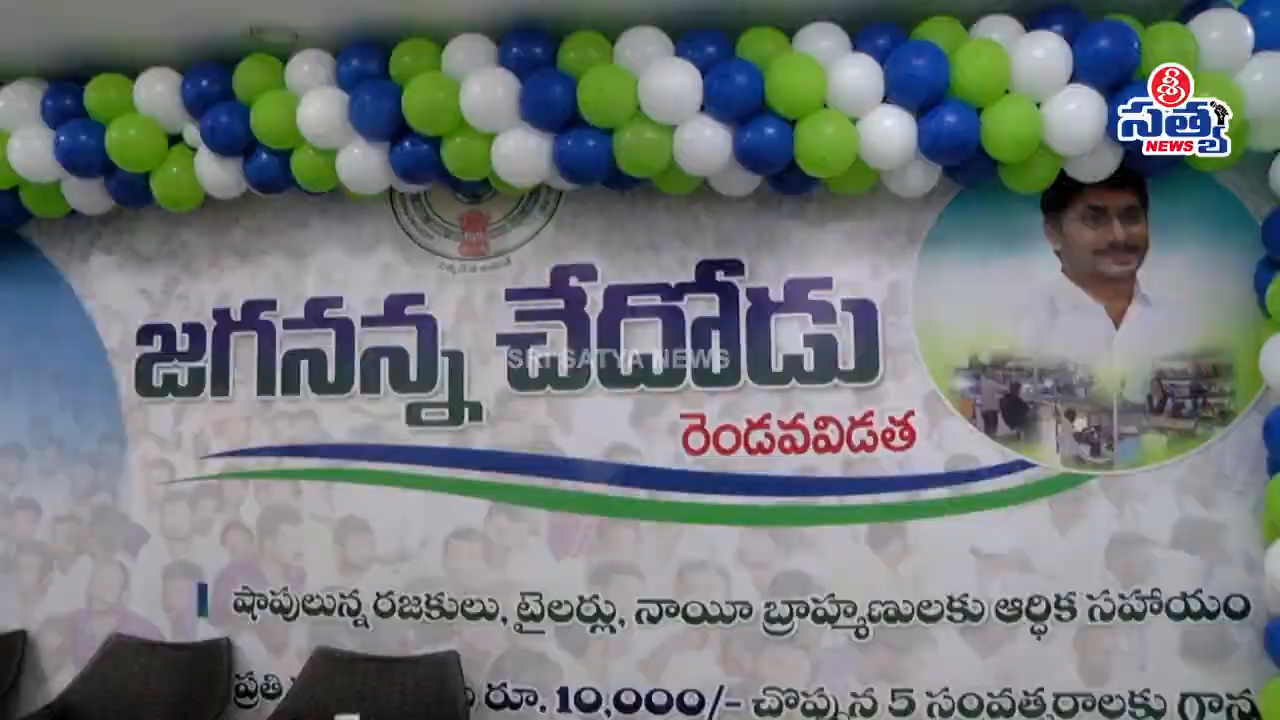 శ్రీ
సత్య
NEWS
జగనన్న చేదోడు
SRI SATYA NEWS
రెండవవిడత
షాపులున్న రజకులు, టైలర్లు, నాయీ బ్రాహ్మణులకు ఆర్ధిక సహాయం
ప్రతి రూ. 10,000/- చొప్పున 5 సంవత్సరాలకు